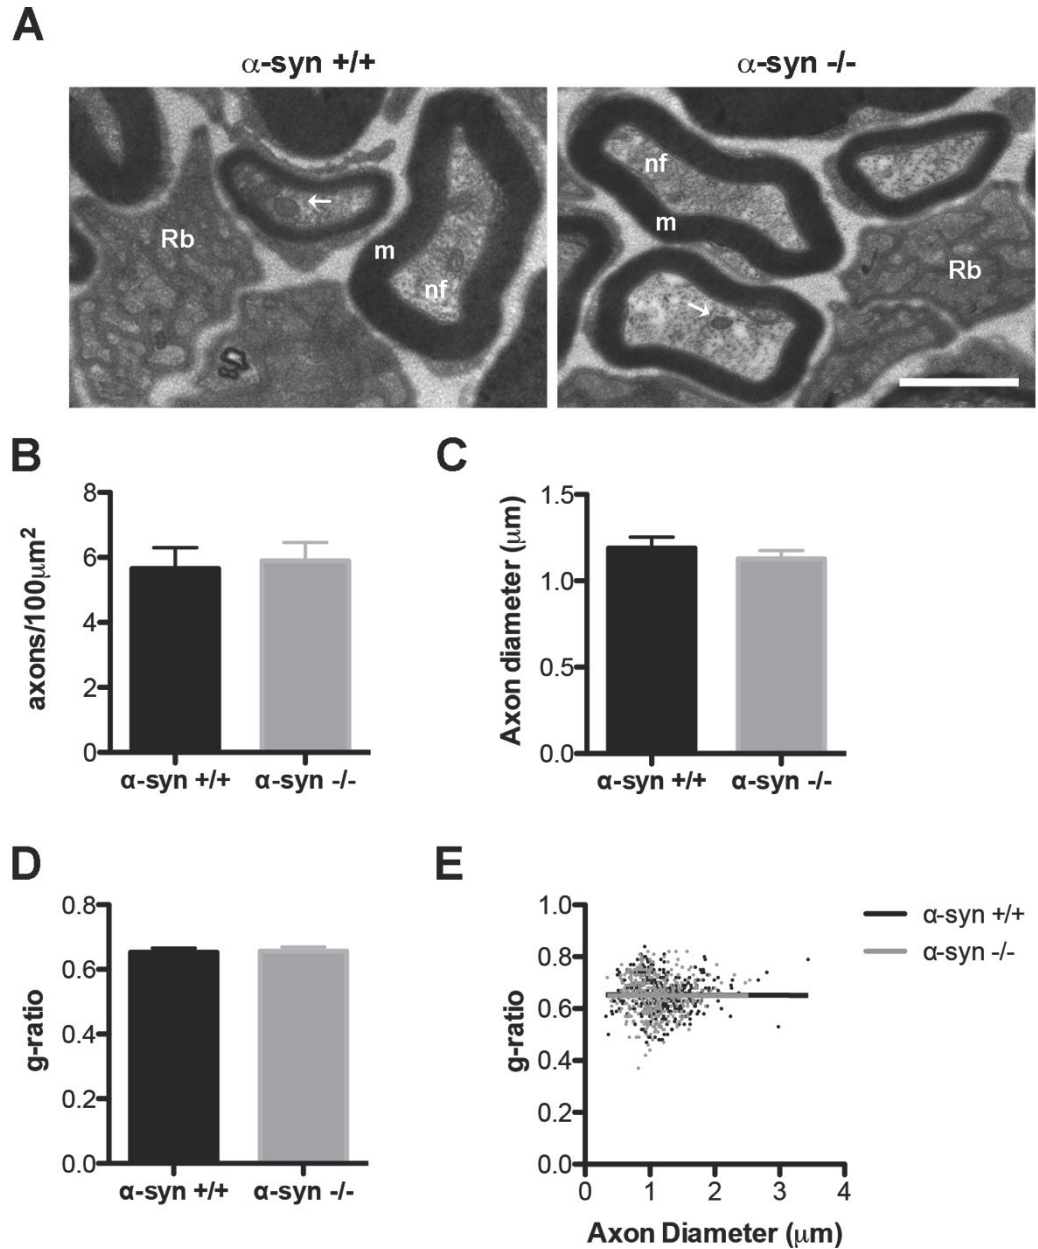 A
α-syn +/+
α-syn -/-
Rb
m
nf
nf
m
Rb
B
axons/100μm²
8
6
4
2
0
α-syn +/+ α-syn -/-
C
Axon diameter (μm)
1.5
1.0
0.5
0.0
α-syn +/+ α-syn -/-
D
g-ratio
0.8
0.6
0.4
0.2
0.0
α-syn +/+ α-syn -/-
E
g-ratio
1.0
0.8
0.6
0.4
0.2
0.0
0 1 2 3 4
Axon Diameter (μm)
α-syn +/+
α-syn -/-